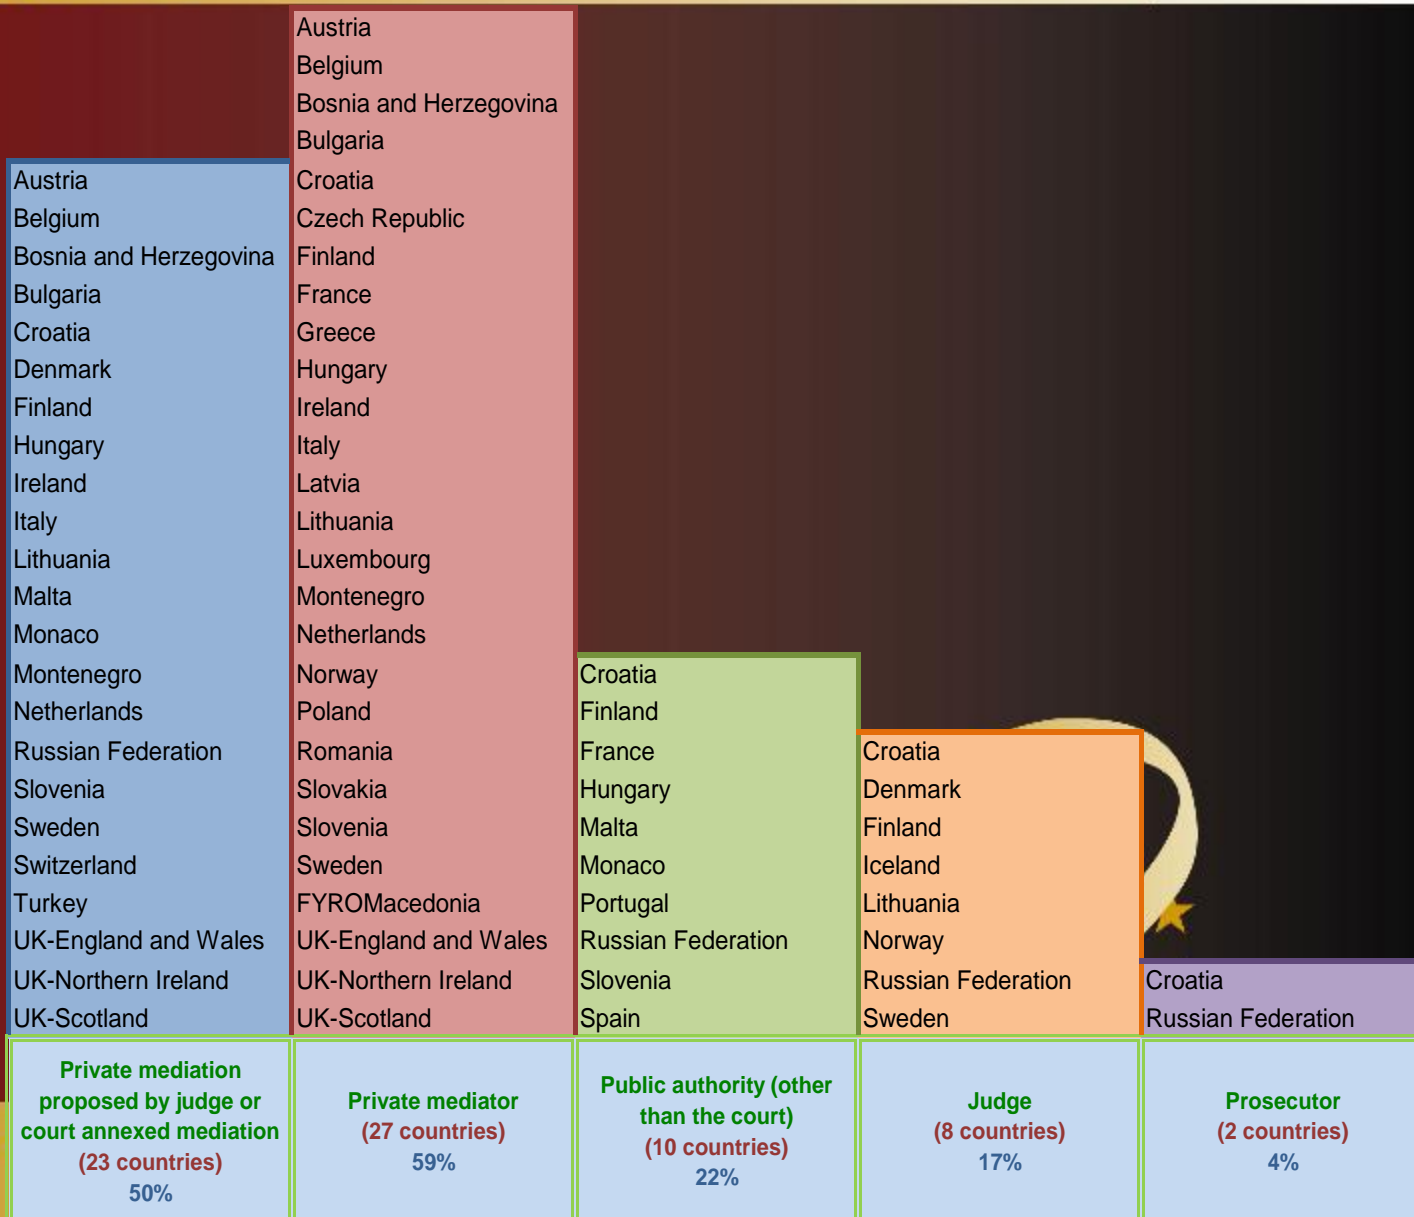 Austria
Belgium
Bosnia and Herzegovina
Bulgaria
Croatia
Denmark
Finland
Hungary
Ireland
Italy
Lithuania
Malta
Monaco
Montenegro
Netherlands
Russian Federation
Slovenia
Sweden
Switzerland
Turkey
UK-England and Wales
UK-Northern Ireland
UK-Scotland
Private mediation
proposed by judge or
court annexed mediation
(23 countries)
50%
Austria
Belgium
Bosnia and Herzegovina
Bulgaria
Croatia
Czech Republic
Finland
France
Greece
Hungary
Ireland
Italy
Latvia
Lithuania
Luxembourg
Montenegro
Netherlands
Norway
Poland
Romania
Slovakia
Slovenia
Sweden
FYROMacedonia
UK-England and Wales
UK-Northern Ireland
UK-Scotland
Private mediator
(27 countries)
59%
Croatia
Finland
France
Hungary
Malta
Monaco
Portugal
Russian Federation
Slovenia
Spain
Public authority (other
than the court)
(10 countries)
22%
Croatia
Denmark
Finland
Iceland
Lithuania
Norway
Russian Federation
Sweden
Judge
(8 countries)
17%
Croatia
Russian Federation
Prosecutor
(2 countries)
4%